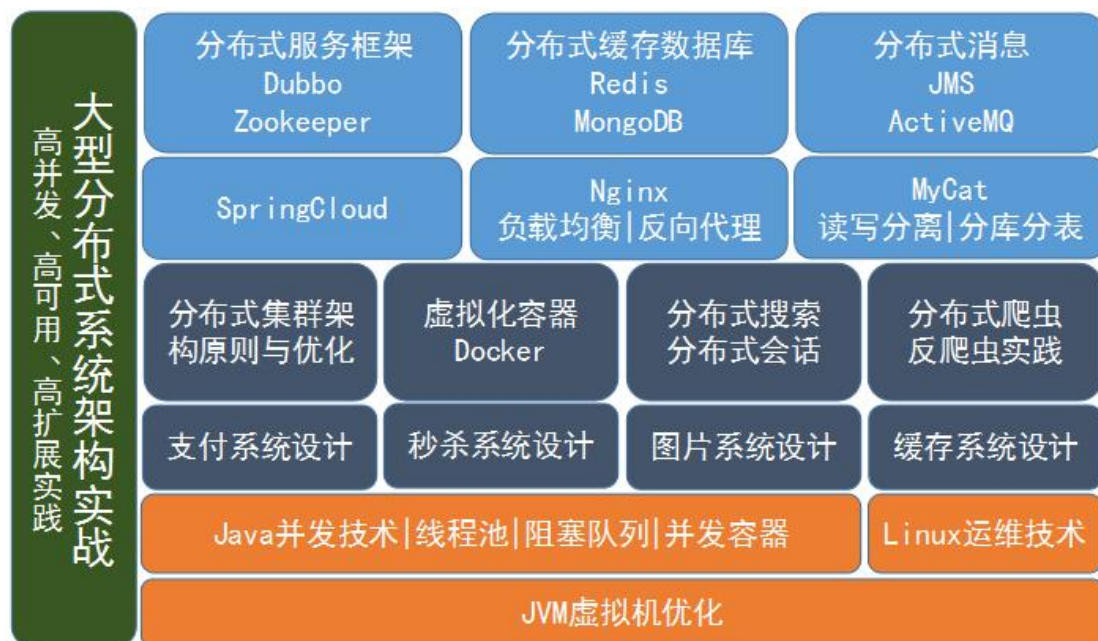 大型分布式系统架构实战
高并发、高可用、高扩展实践
分布式服务框架
Dubbo
Zookeeper
分布式缓存数据库
Redis
MongoDB
分布式消息
JMS
ActiveMQ
SpringCloud
Nginx
负载均衡|反向代理
MyCat
读写分离|分库分表
分布式集群架
构原则与优化
虚拟化容器
Docker
分布式搜索
分布式会话
分布式爬虫
反爬虫实践
支付系统设计
秒杀系统设计
图片系统设计
缓存系统设计
Java并发技术|线程池|阻塞队列|并发容器
Linux运维技术
JVM虚拟机优化